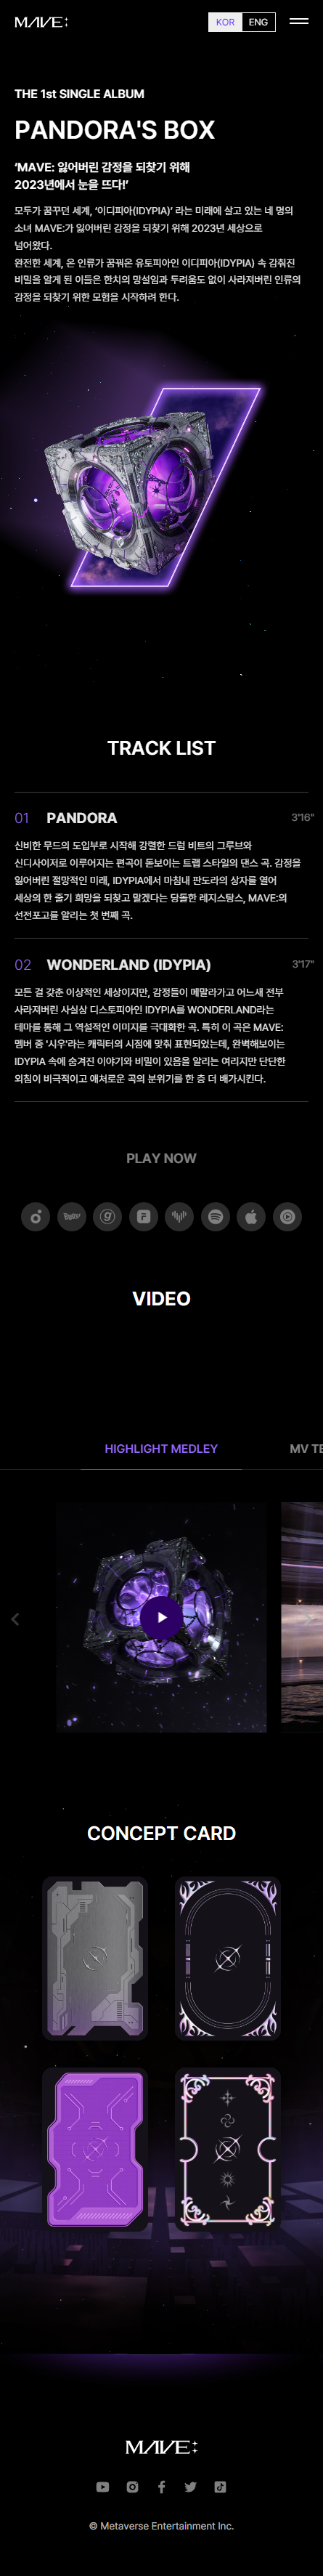 MAVE:
KOR ENG
THE 1st SINGLE ALBUM
PANDORA'S BOX
'MAVE: 잃어버린 감정을 되찾기 위해
2023년에서 눈을 뜨다!'
모두가 꿈꾸던 세계, '이디피아(IDYPIA)' 라는 미래에 살고 있는 네 명의
소녀 MAVE:가 잃어버린 감정을 되찾기 위해 2023년 세상으로
넘어왔다.
완전한 세계, 온 인류가 꿈꿔온 유토피아인 이디피아(IDYPIA) 속 감춰진
비밀을 알게 된 이들은 한치의 망설임과 두려움도 없이 사라져버린 인류의
감정을 되찾기 위한 모험을 시작하려 한다.
TRACK LIST
01 PANDORA 3'16"
신비한 무드의 도입부로 시작해 강렬한 드럼 비트의 그루브와
신디사이저로 이루어지는 편곡이 돋보이는 트랩 스타일의 댄스 곡. 감정을
잃어버린 절망적인 미래, IDYPIA에서 마침내 판도라의 상자를 열어
세상의 한 줄기 희망을 되찾고 말겠다는 당돌한 레지스탕스, MAVE:의
선전포고를 알리는 첫 번째 곡.
02 WONDERLAND (IDYPIA) 3'17"
모든 걸 갖춘 이상적인 세상이지만, 감정들이 메말라가고 어느새 전부
사라져버린 사실상 디스토피아인 IDYPIA를 WONDERLAND라는
테마를 통해 그 역설적인 이미지를 극대화한 곡. 특히 이 곡은 MAVE:
멤버 중 '시우'라는 캐릭터의 시점에 맞춰 표현되었는데, 완벽해보이는
IDYPIA 속에 숨겨진 이야기와 비밀이 있음을 알리는 여리지만 단단한
외침이 비극적이고 애처로운 곡의 분위기를 한 층 더 배가시킨다.
PLAY NOW
VIDEO
HIGHLIGHT MEDLEY MV TE
CONCEPT CARD
MAVE:
© Metaverse Entertainment Inc.